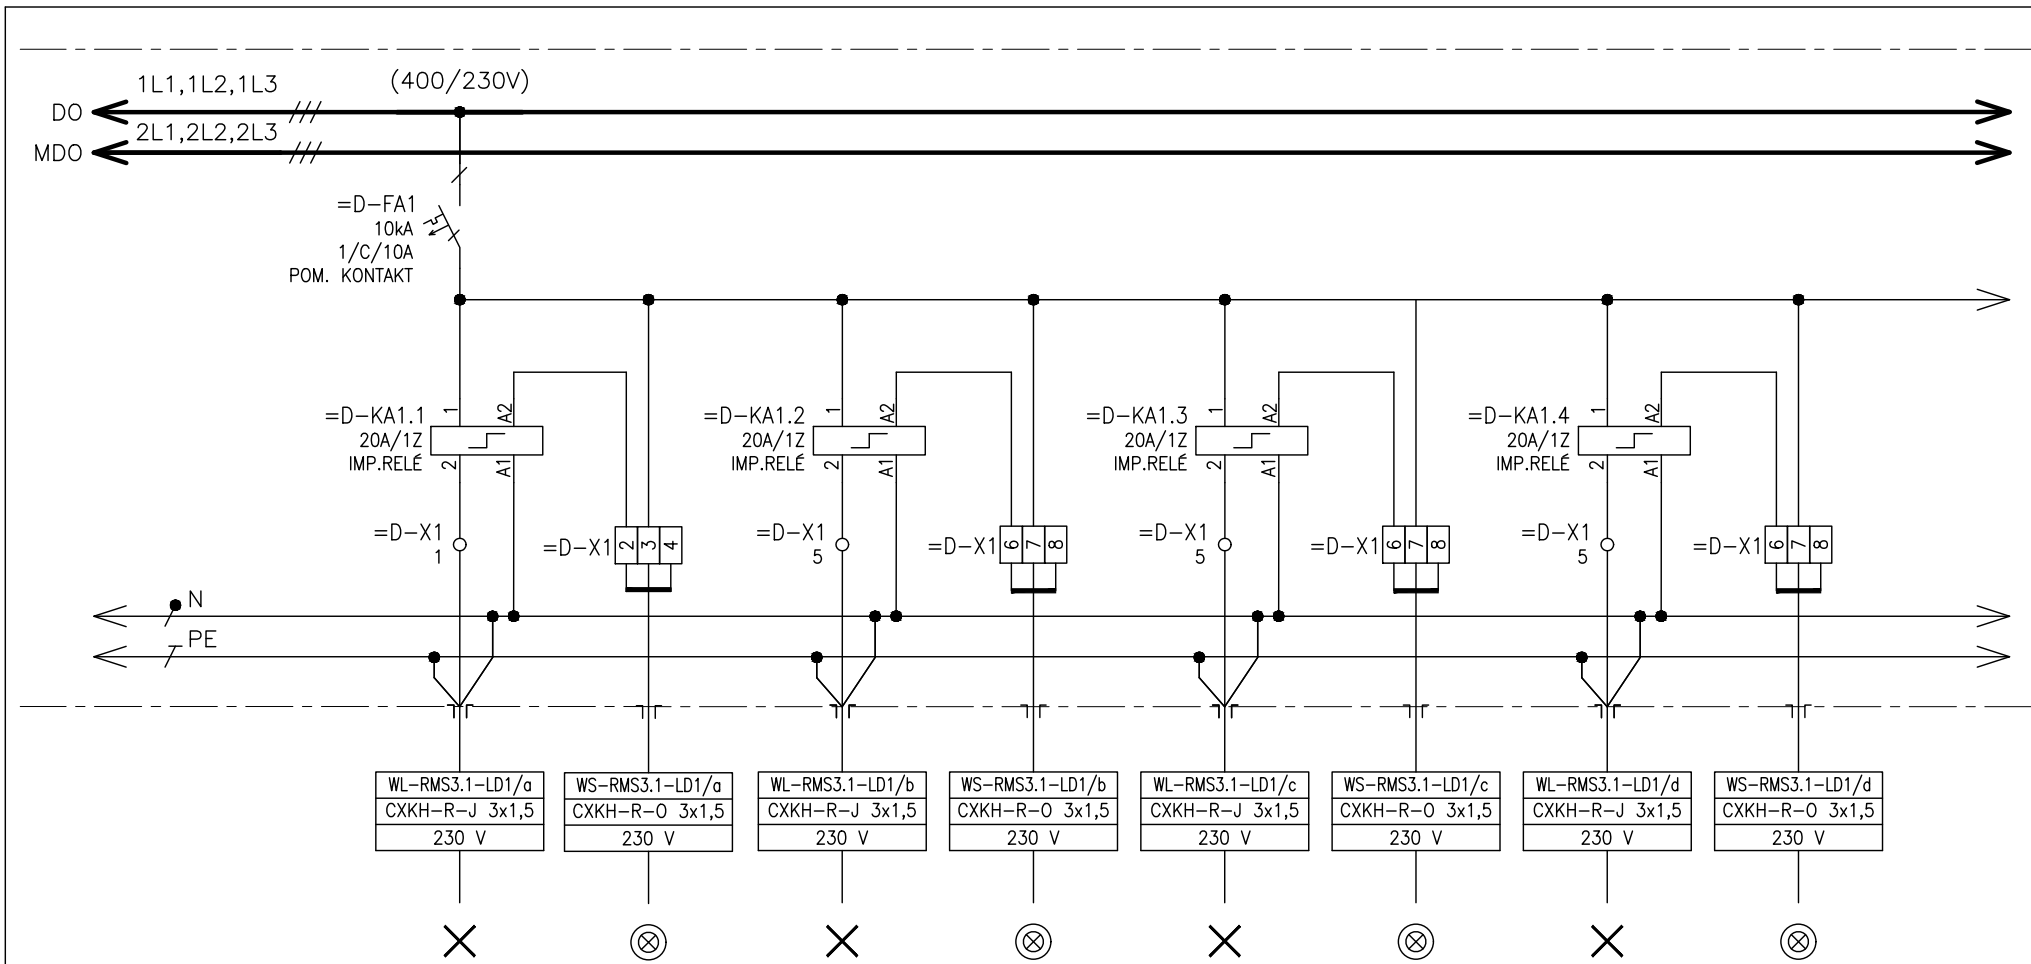 1L1,1L2,1L3
(400/230V)
DO
2L1,2L2,2L3
MDO
=D-FA1
10kA
1/C/10A
POM. KONTAKT
=D-KA1.1
20A/1Z
IMP.RELÉ
1
A2
2
A1
=D-KA1.2
20A/1Z
IMP.RELÉ
1
A2
2
A1
=D-KA1.3
20A/1Z
IMP.RELÉ
1
A2
2
A1
=D-KA1.4
20A/1Z
IMP.RELÉ
1
A2
2
A1
=D-X1
1
=D-X1 2 3 4
=D-X1
5
=D-X1 6 7 8
=D-X1
5
=D-X1 6 7 8
=D-X1
5
=D-X1 6 7 8
N
PE
WL-RMS3.1-LD1/a
CXKH-R-J 3x1,5
230 V
WS-RMS3.1-LD1/a
CXKH-R-O 3x1,5
230 V
WL-RMS3.1-LD1/b
CXKH-R-J 3x1,5
230 V
WS-RMS3.1-LD1/b
CXKH-R-O 3x1,5
230 V
WL-RMS3.1-LD1/c
CXKH-R-J 3x1,5
230 V
WS-RMS3.1-LD1/c
CXKH-R-O 3x1,5
230 V
WL-RMS3.1-LD1/d
CXKH-R-J 3x1,5
230 V
WS-RMS3.1-LD1/d
CXKH-R-O 3x1,5
230 V